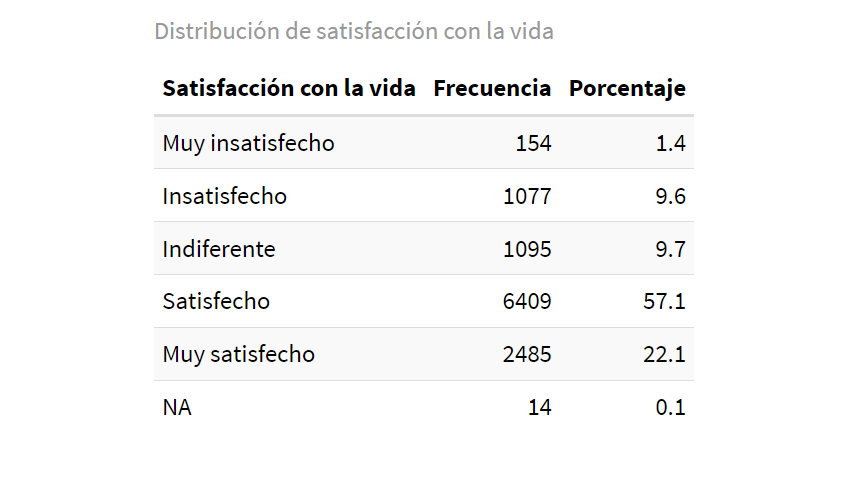 Distribución de satisfacción con la vida
Satisfacción con la vida Frecuencia Porcentaje
Muy insatisfecho 154 1.4
Insatisfecho 1077 9.6
Indiferente 1095 9.7
Satisfecho 6409 57.1
Muy satisfecho 2485 22.1
NA 14 0.1